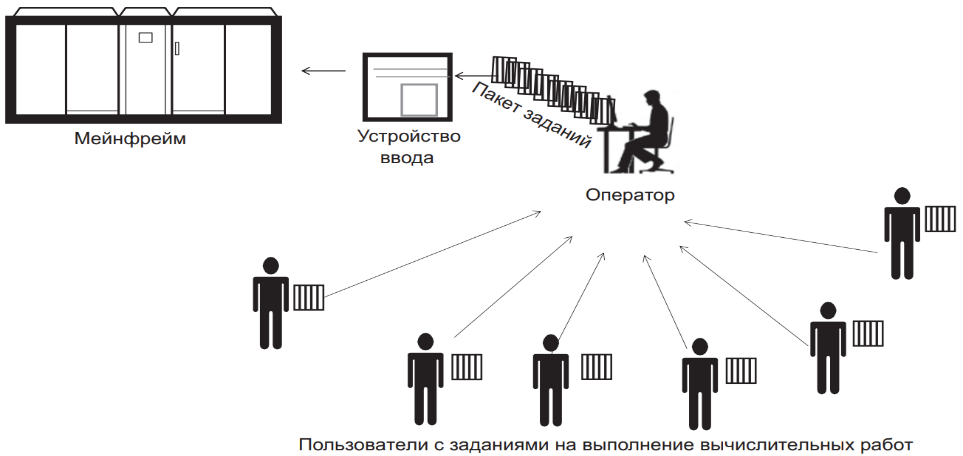 Пакет заданий
Мейнфрейм
Устройство
ввода
Оператор
Пользователи с заданиями на выполнение вычислительных работ